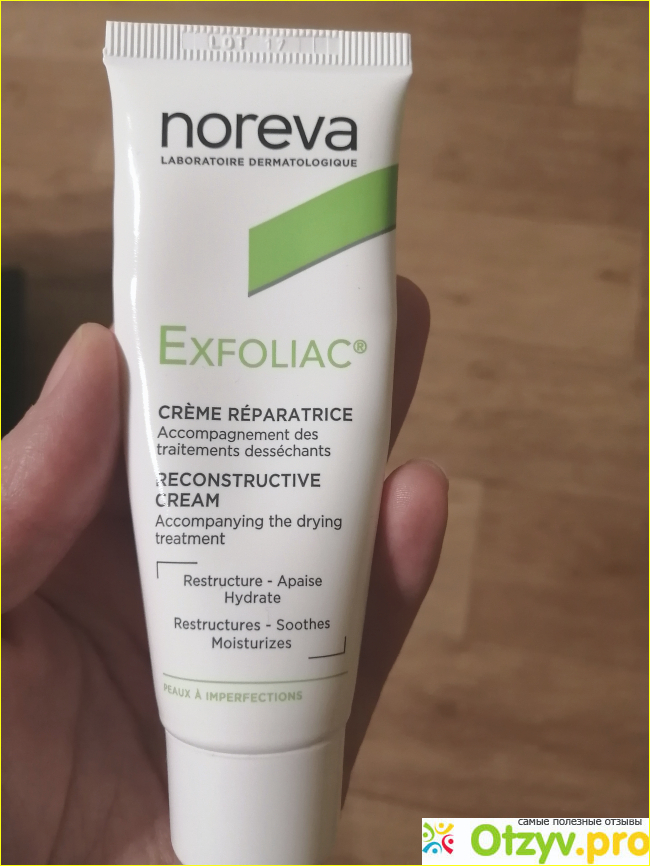 LOT 37
noreva
LABORATOIRE DERMATOLOGIQUE
EXFOLIAC®
CRÈME RÉPARATRICE
Accompagnement des
traitements desséchants
RECONSTRUCTIVE
CREAM
Accompanying the drying
treatment
Restructure - Apaise
Hydrate
Restructures - Soothes
Moisturizes
PEAUX À IMPERFECTIONS
самые полезные отзывы
Otzyv.pro